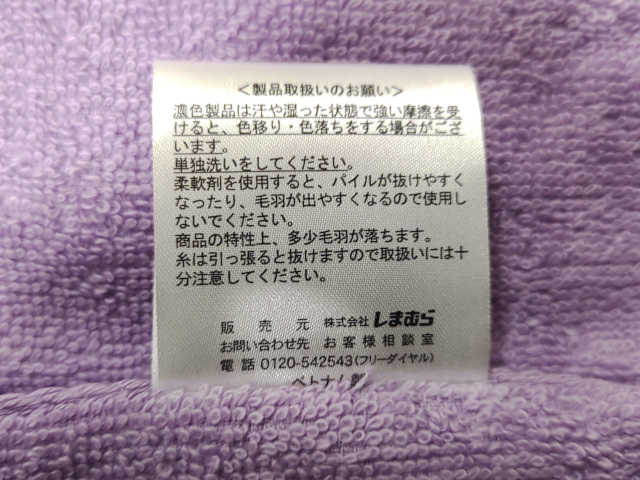 ＜製品取扱いのお願い＞
濃色製品は汗や湿った状態で強い摩擦を受
けると、色移り・色落ちをする場合がござ
います。
単独洗いをしてください。
柔軟剤を使用すると、パイルが抜けやすく
なったり、毛羽が出やすくなるので使用し
ないでください。
商品の特性上、多少毛羽が落ちます。
糸は引っ張ると抜けますので取扱いには十
分注意してください。
販売元 株式会社しまむら
お問い合わせ先 お客様相談室
電話 0120-542543(フリーダイヤル)
ベトナム製